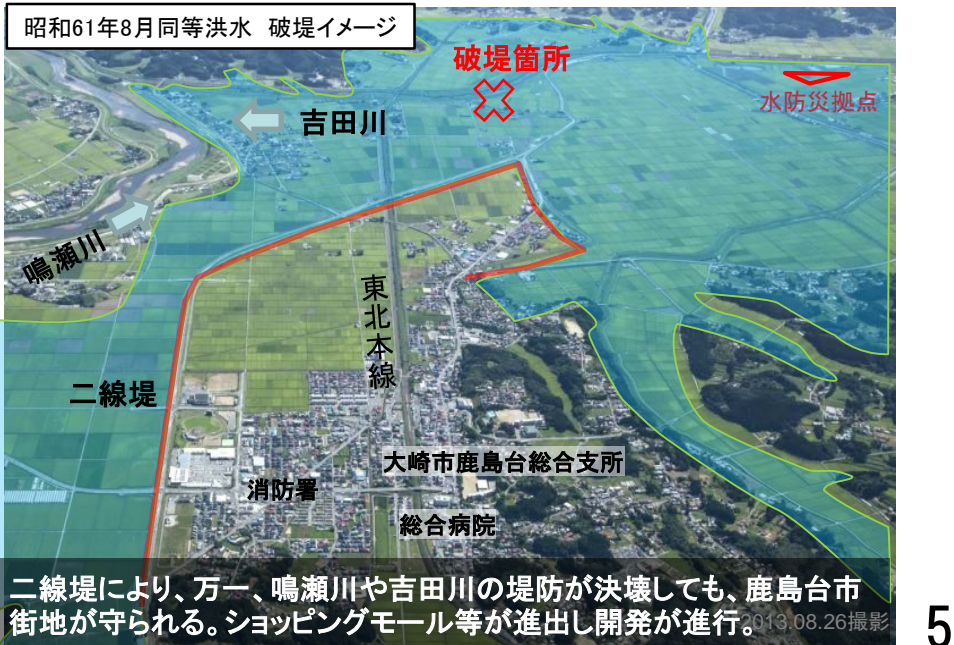 昭和61年8月同等洪水 破堤イメージ
破堤箇所
水防災拠点
吉田川
鳴瀬川
東北本線
二線堤
大崎市鹿島台総合支所
消防署
総合病院
二線堤により、万一、鳴瀬川や吉田川の堤防が決壊しても、鹿島台市
街地が守られる。ショッピングモール等が進出し開発が進行。
2013.08.26撮影
5